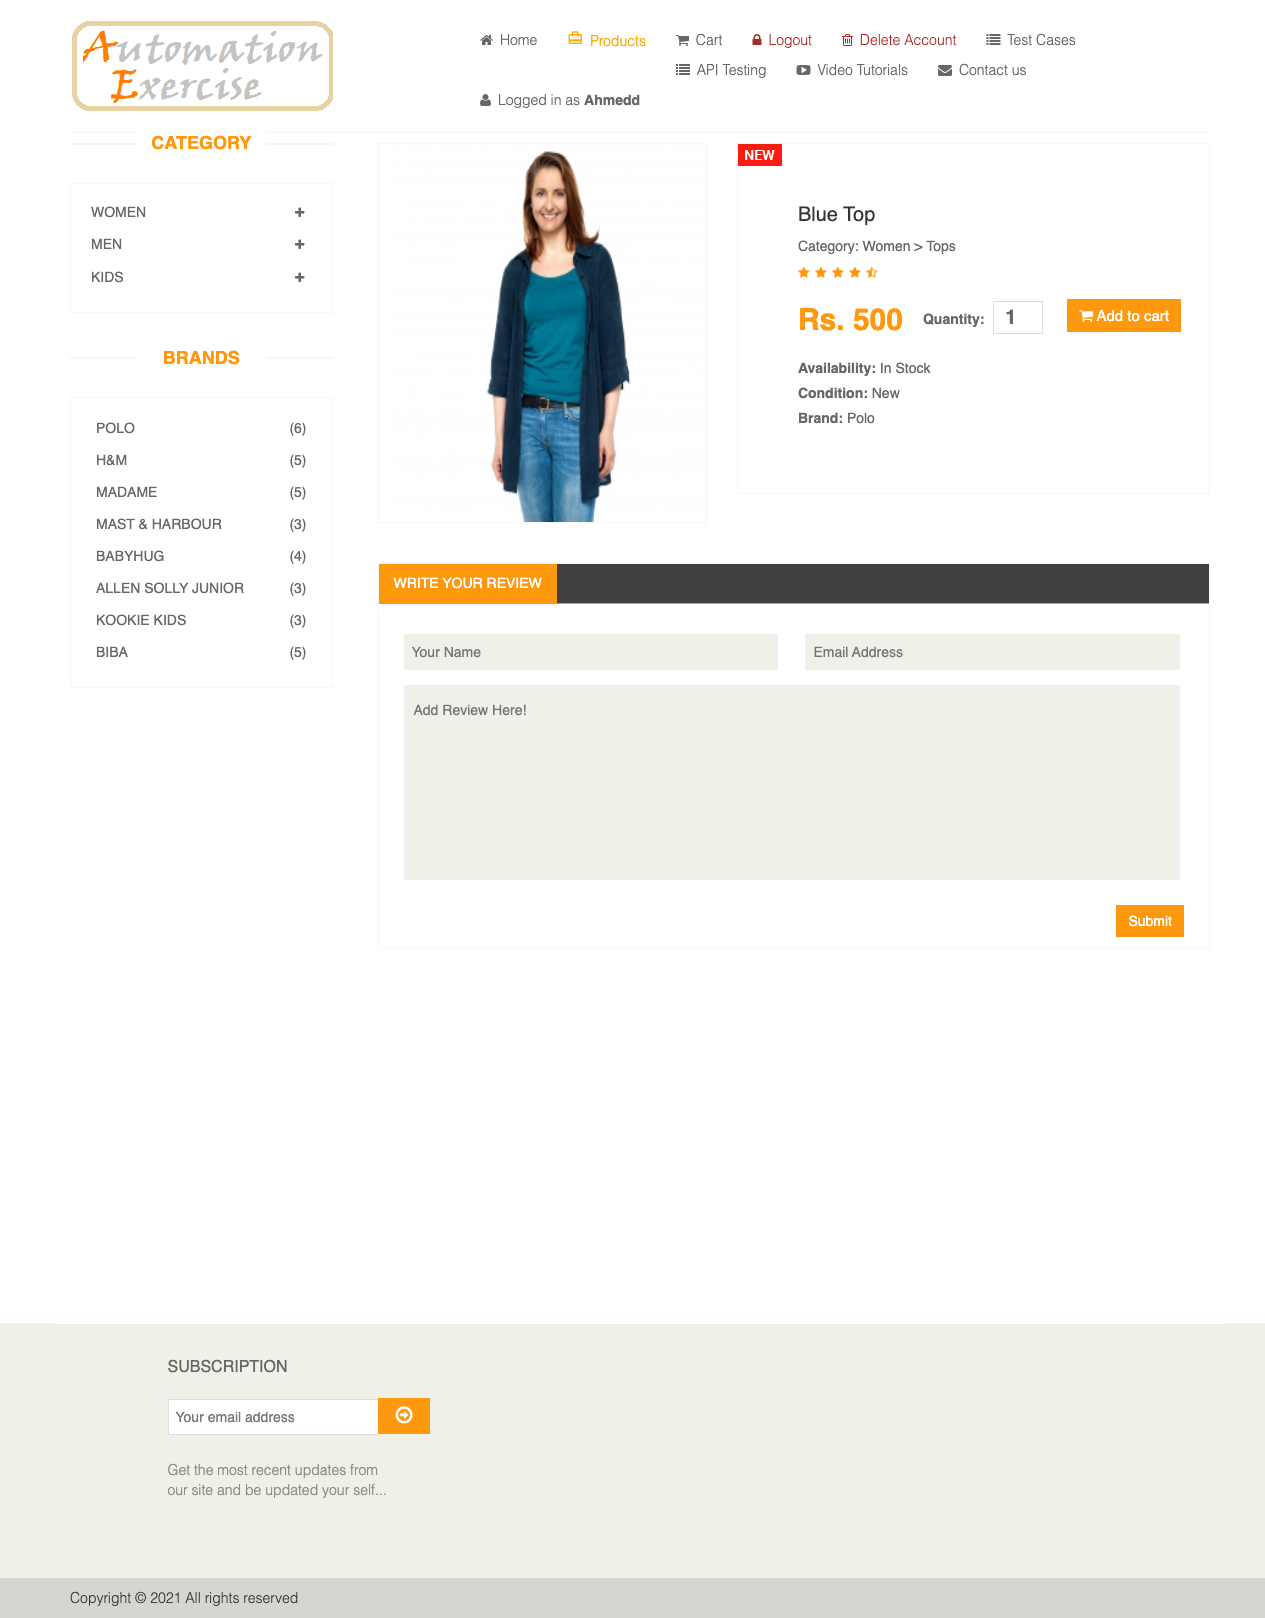 Automation
Exercise
Home
Products
Cart
Logout
Delete Account
Test Cases
API Testing
Video Tutorials
Contact us
Logged in as Ahmedd
CATEGORY
WOMEN
MEN
KIDS
BRANDS
POLO (6)
H&M (5)
MADAME (5)
MAST & HARBOUR (3)
BABYHUG (4)
ALLEN SOLLY JUNIOR (3)
KOOKIE KIDS (3)
BIBA (5)
NEW
Blue Top
Category: Women > Tops
Rs. 500 Quantity: 1 Add to cart
Availability: In Stock
Condition: New
Brand: Polo
WRITE YOUR REVIEW
Your Name
Email Address
Add Review Here!
Submit
SUBSCRIPTION
Your email address
Get the most recent updates from
our site and be updated your self...
Copyright © 2021 All rights reserved